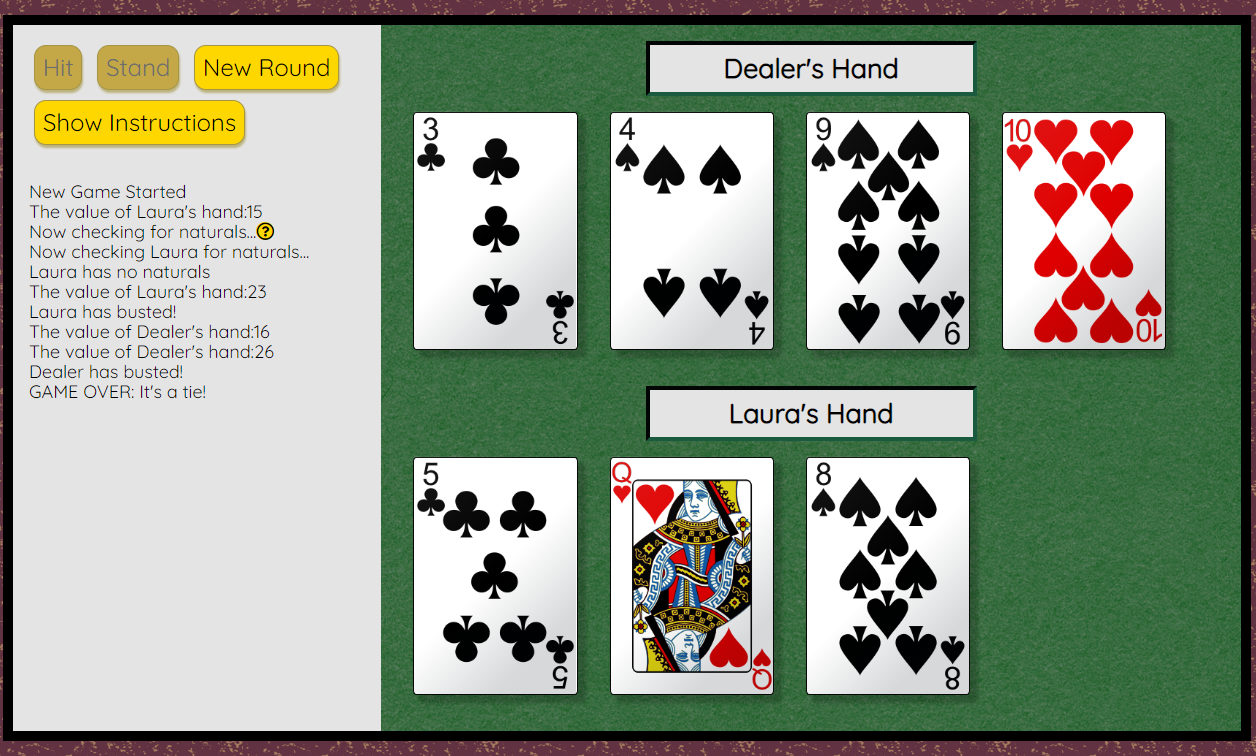 Hit Stand New Round
Show Instructions
New Game Started
The value of Laura's hand:15
Now checking for naturals...?
Now checking Laura for naturals...
Laura has no naturals
The value of Laura's hand:23
Laura has busted!
The value of Dealer's hand:16
The value of Dealer's hand:26
Dealer has busted!
GAME OVER: It's a tie!
Dealer's Hand
3 4 9 10
3 4 9 10
Laura's Hand
5 Q 8
5 Q 8